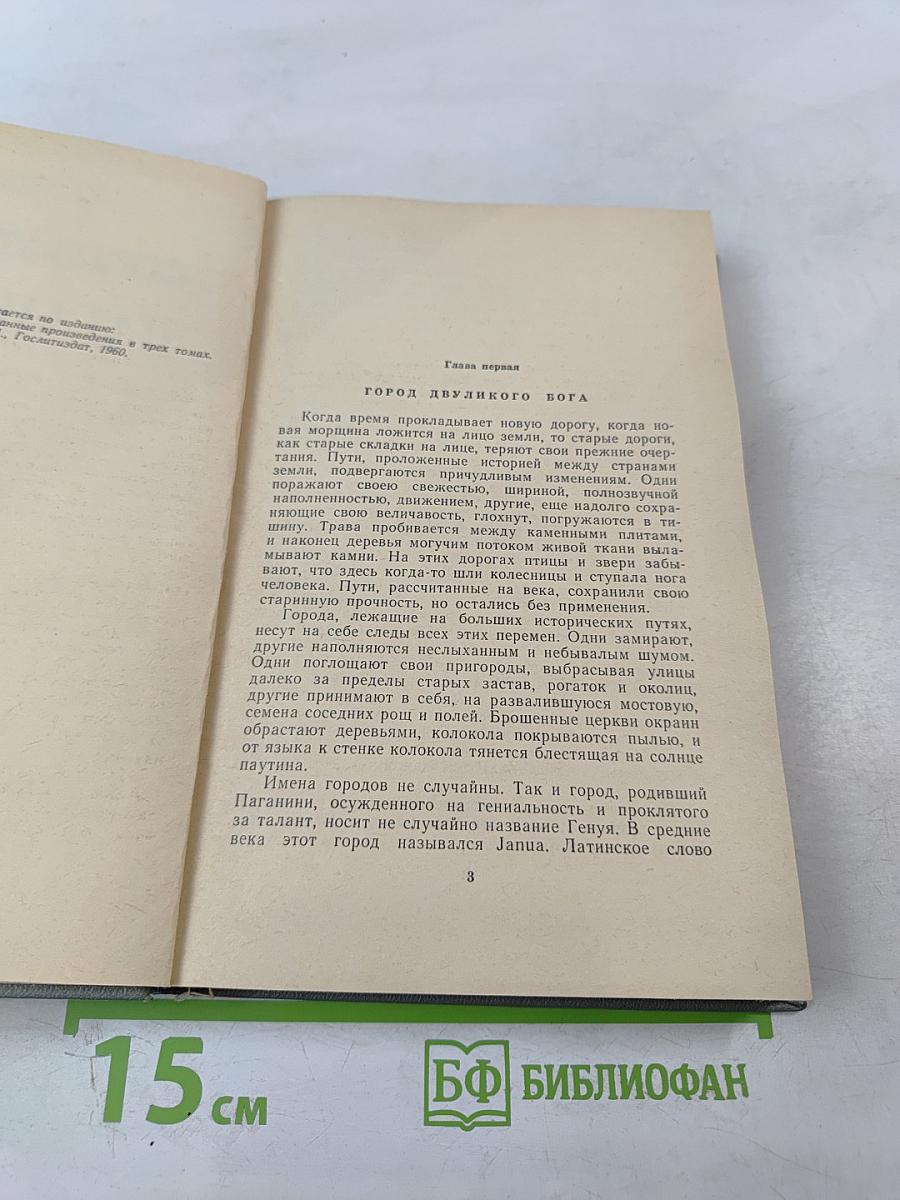 ается по изданию:
анные произведения в трех томах.
., Гослитиздат, 1960.
Глава первая
ГОРОД ДВУЛИКОГО БОГА
Когда время прокладывает новую дорогу, когда но-
вая морщина ложится на лицо земли, то старые дороги,
как старые складки на лице, теряют свои прежние очер-
тания. Пути, проложенные историей между странами
земли, подвергаются причудливым изменениям. Одни
поражают своею свежестью, шириной, полнозвучной
наполненностью, движением, другие, еще надолго сохра-
няющие свою величавость, глохнут, погружаются в ти-
шину. Трава пробивается между каменными плитами,
и наконец деревья могучим потоком живой ткани выла-
мывают камни. На этих дорогах птицы и звери забы-
вают, что здесь когда-то шли колесницы и ступала нога
человека. Пути, рассчитанные на века, сохранили свою
старинную прочность, но остались без применения.
Города, лежащие на больших исторических путях,
несут на себе следы всех этих перемен. Одни замирают,
другие наполняются неслыханным и небывалым шумом.
Одни поглощают свои пригороды, выбрасывая улицы
далеко за пределы старых застав, рогаток и околиц,
другие принимают в себя, на развалившуюся мостовую,
семена соседних рощ и полей. Брошенные церкви окраин
обрастают деревьями, колокола покрываются пылью, и
от языка к стенке колокола тянется блестящая на солнце
паутина.
Имена городов не случайны. Так и город, родивший
Паганини, осужденного на гениальность и проклятого
за талант, носит не случайно название Генуя. В средние
века этот город назывался Janua. Латинское слово
3
15 см
БФ БИБЛИОФАН